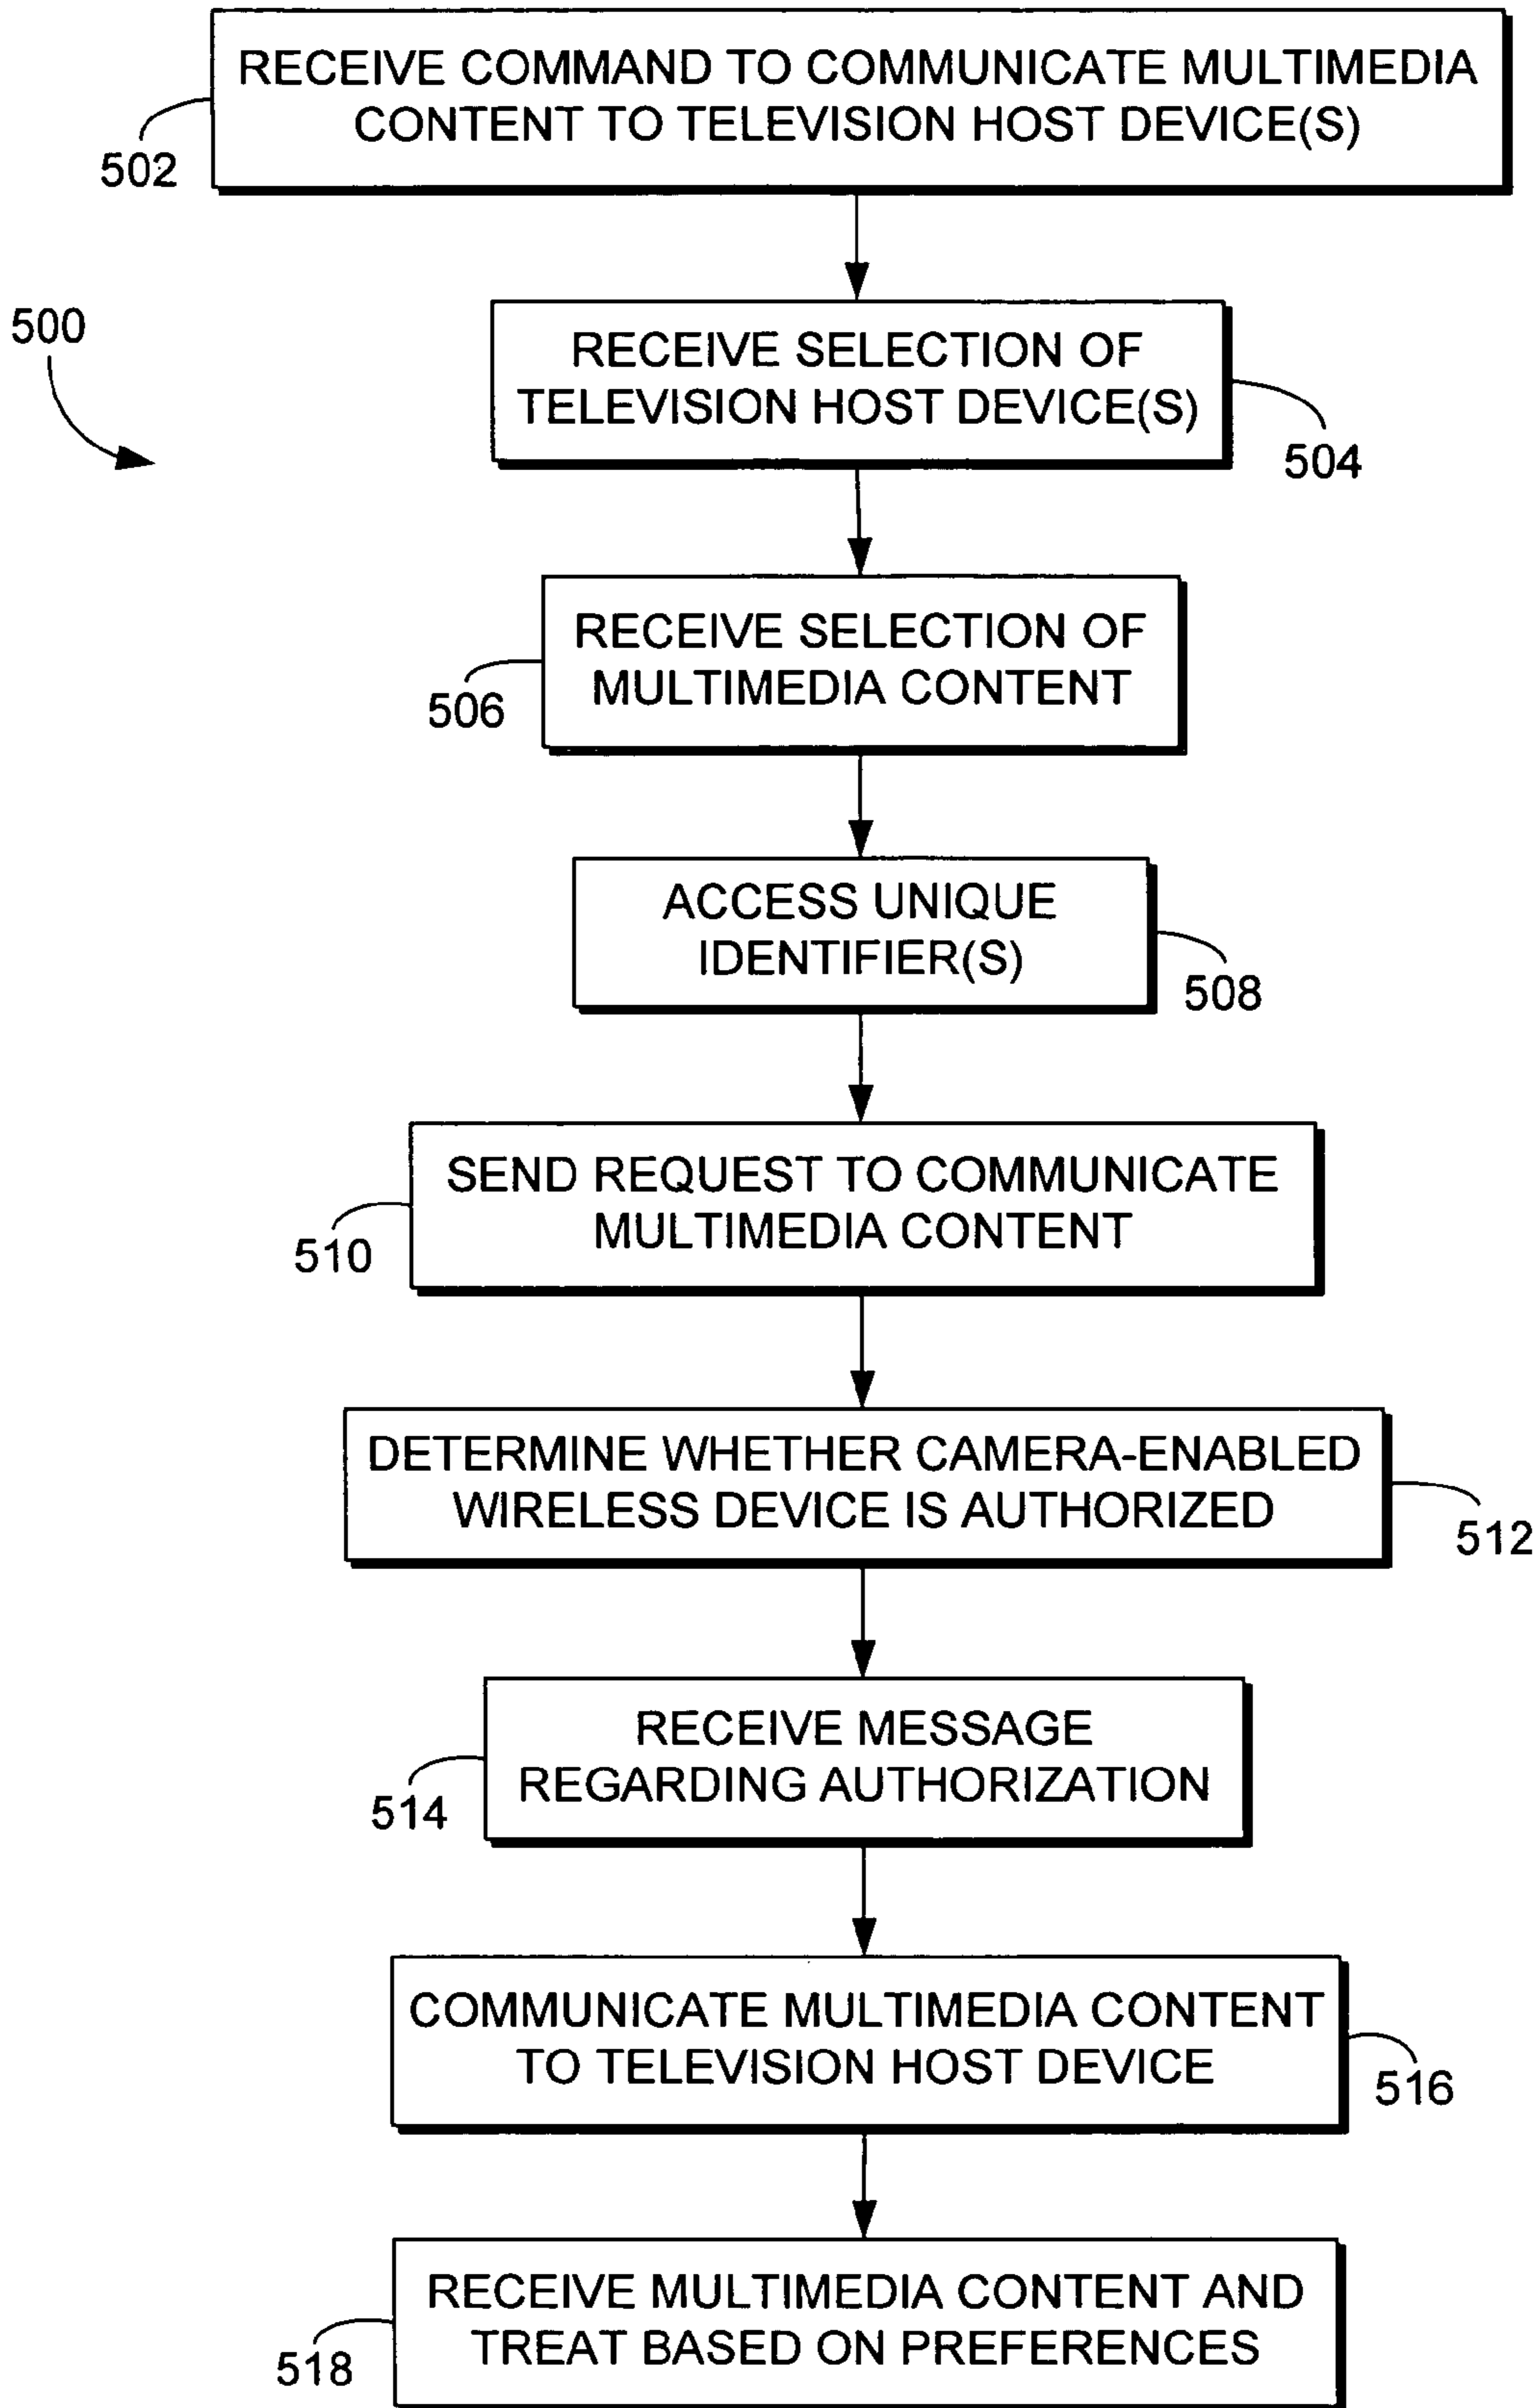 RECEIVE COMMAND TO COMMUNICATE MULTIMEDIA
CONTENT TO TELEVISION HOST DEVICE(S)
502
500
RECEIVE SELECTION OF
TELEVISION HOST DEVICE(S)
504
RECEIVE SELECTION OF
MULTIMEDIA CONTENT
506
ACCESS UNIQUE
IDENTIFIER(S)
508
SEND REQUEST TO COMMUNICATE
MULTIMEDIA CONTENT
510
DETERMINE WHETHER CAMERA-ENABLED
WIRELESS DEVICE IS AUTHORIZED
512
RECEIVE MESSAGE
REGARDING AUTHORIZATION
514
COMMUNICATE MULTIMEDIA CONTENT
TO TELEVISION HOST DEVICE
516
RECEIVE MULTIMEDIA CONTENT AND
TREAT BASED ON PREFERENCES
518